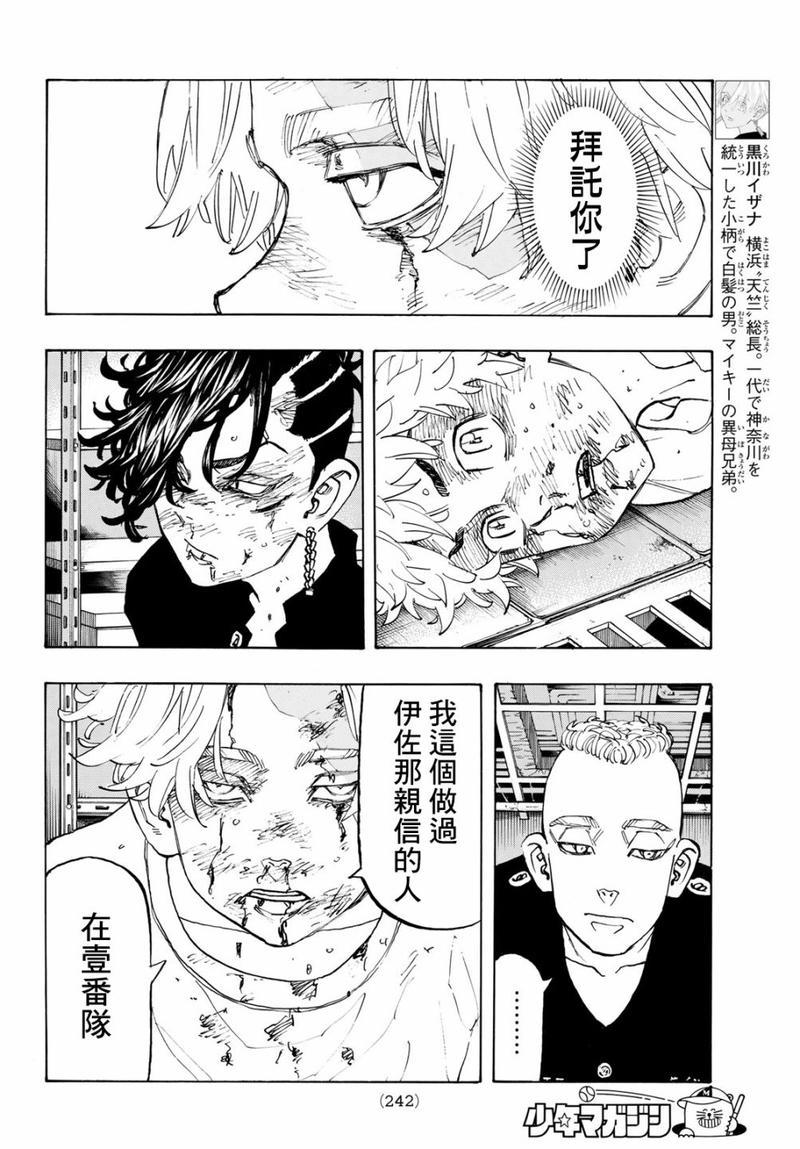 黒川イザナ 横浜〝天竺〟総長。一代で神奈川を
統一した小柄で白髪の男。マイキーの異母兄弟。
拜託你了
………
我這個做過
伊佐那親信的人
在壹番隊
(242)
少年マガジン